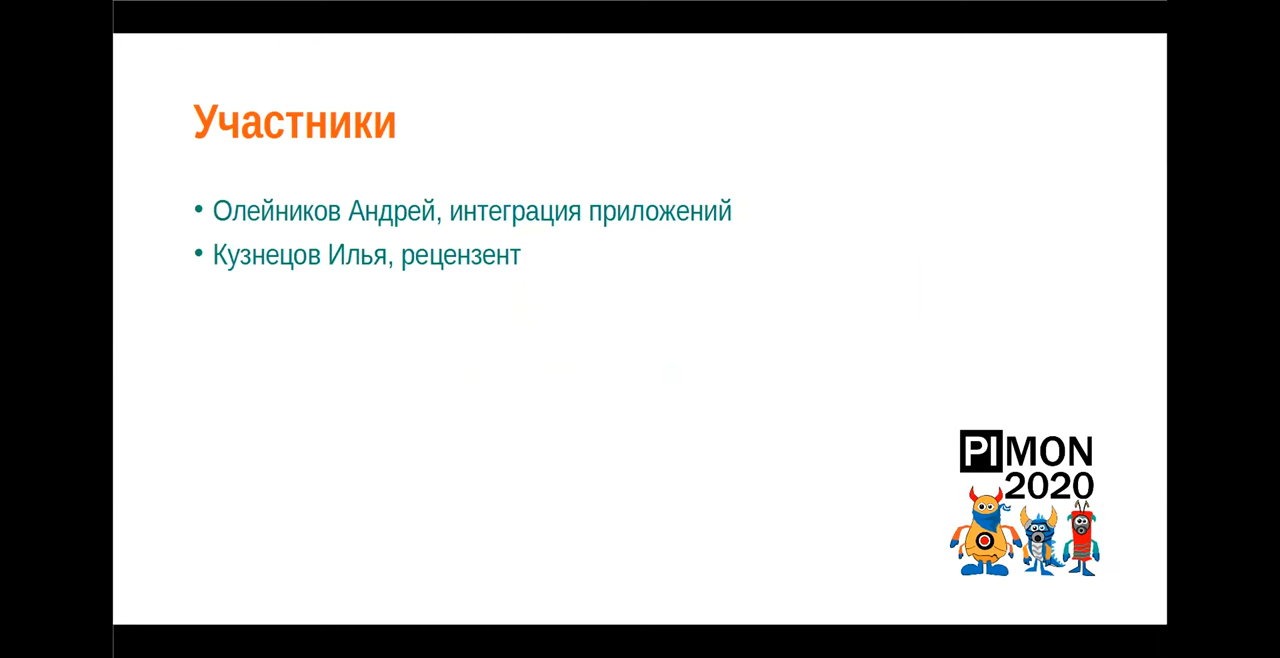 Участники
• Олейников Андрей, интеграция приложений
• Кузнецов Илья, рецензент
PIMON
2020